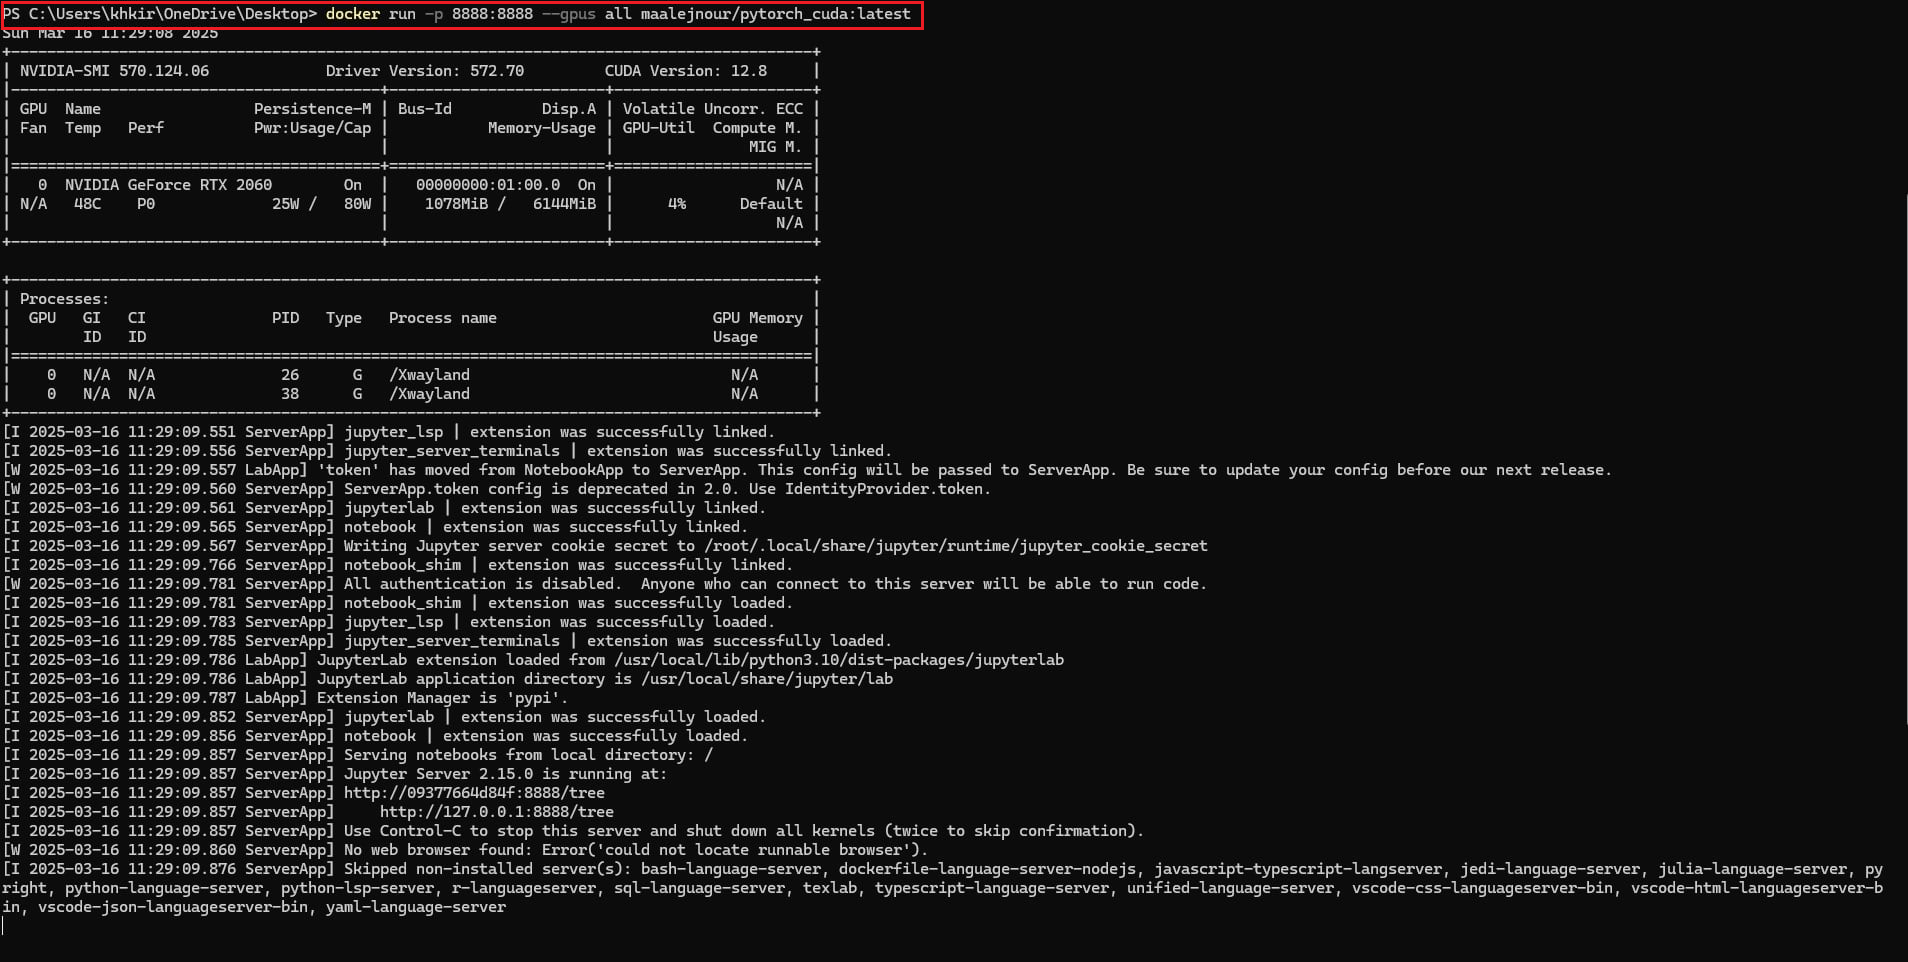 PS C:\Users\khkir\OneDrive\Desktop> docker run -p 8888:8888 --gpus all maalejnour/pytorch_cuda:latest
Sun Mar 16 11:29:08 2025
+-----------------------------------------------------------------------------------------+
| NVIDIA-SMI 570.124.06             Driver Version: 572.70         CUDA Version: 12.8     |
|-----------------------------------------+------------------------+----------------------+
| GPU  Name                 Persistence-M | Bus-Id          Disp.A | Volatile Uncorr. ECC |
| Fan  Temp   Perf          Pwr:Usage/Cap |           Memory-Usage | GPU-Util  Compute M. |
|                                         |                        |               MIG M. |
|=========================================+========================+======================|
|   0  NVIDIA GeForce RTX 2060        On  |   00000000:01:00.0  On |                  N/A |
| N/A   48C    P0             25W /   80W |    1078MiB /   6144MiB |      4%      Default |
|                                         |                        |                  N/A |
+-----------------------------------------+------------------------+----------------------+

+-----------------------------------------------------------------------------------------+
| Processes:                                                                              |
|  GPU   GI   CI              PID   Type   Process name                        GPU Memory |
|        ID   ID                                                               Usage      |
|=========================================================================================|
|    0   N/A  N/A              26      G   /Xwayland                             N/A      |
|    0   N/A  N/A              38      G   /Xwayland                             N/A      |
+-----------------------------------------------------------------------------------------+
[I 2025-03-16 11:29:09.551 ServerApp] jupyter_lsp | extension was successfully linked.
[I 2025-03-16 11:29:09.556 ServerApp] jupyter_server_terminals | extension was successfully linked.
[W 2025-03-16 11:29:09.557 LabApp] 'token' has moved from NotebookApp to ServerApp. This config will be passed to ServerApp. Be sure to update your config before our next release.
[W 2025-03-16 11:29:09.560 ServerApp] ServerApp.token config is deprecated in 2.0. Use IdentityProvider.token.
[I 2025-03-16 11:29:09.561 ServerApp] jupyterlab | extension was successfully linked.
[I 2025-03-16 11:29:09.565 ServerApp] notebook | extension was successfully linked.
[I 2025-03-16 11:29:09.567 ServerApp] Writing Jupyter server cookie secret to /root/.local/share/jupyter/runtime/jupyter_cookie_secret
[I 2025-03-16 11:29:09.766 ServerApp] notebook_shim | extension was successfully linked.
[W 2025-03-16 11:29:09.781 ServerApp] All authentication is disabled.  Anyone who can connect to this server will be able to run code.
[I 2025-03-16 11:29:09.781 ServerApp] notebook_shim | extension was successfully loaded.
[I 2025-03-16 11:29:09.783 ServerApp] jupyter_lsp | extension was successfully loaded.
[I 2025-03-16 11:29:09.785 ServerApp] jupyter_server_terminals | extension was successfully loaded.
[I 2025-03-16 11:29:09.786 LabApp] JupyterLab extension loaded from /usr/local/lib/python3.10/dist-packages/jupyterlab
[I 2025-03-16 11:29:09.786 LabApp] JupyterLab application directory is /usr/local/share/jupyter/lab
[I 2025-03-16 11:29:09.787 LabApp] Extension Manager is 'pypi'.
[I 2025-03-16 11:29:09.852 ServerApp] jupyterlab | extension was successfully loaded.
[I 2025-03-16 11:29:09.856 ServerApp] notebook | extension was successfully loaded.
[I 2025-03-16 11:29:09.857 ServerApp] Serving notebooks from local directory: /
[I 2025-03-16 11:29:09.857 ServerApp] Jupyter Server 2.15.0 is running at:
[I 2025-03-16 11:29:09.857 ServerApp] http://09377664d84f:8888/tree
[I 2025-03-16 11:29:09.857 ServerApp]     http://127.0.0.1:8888/tree
[I 2025-03-16 11:29:09.857 ServerApp] Use Control-C to stop this server and shut down all kernels (twice to skip confirmation).
[W 2025-03-16 11:29:09.860 ServerApp] No web browser found: Error('could not locate runnable browser').
[I 2025-03-16 11:29:09.876 ServerApp] Skipped non-installed server(s): bash-language-server, dockerfile-language-server-nodejs, javascript-typescript-langserver, jedi-language-server, julia-language-server, py
right, python-language-server, python-lsp-server, r-languageserver, sql-language-server, texlab, typescript-language-server, unified-language-server, vscode-css-languageserver-bin, vscode-html-languageserver-b
in, vscode-json-languageserver-bin, yaml-language-server